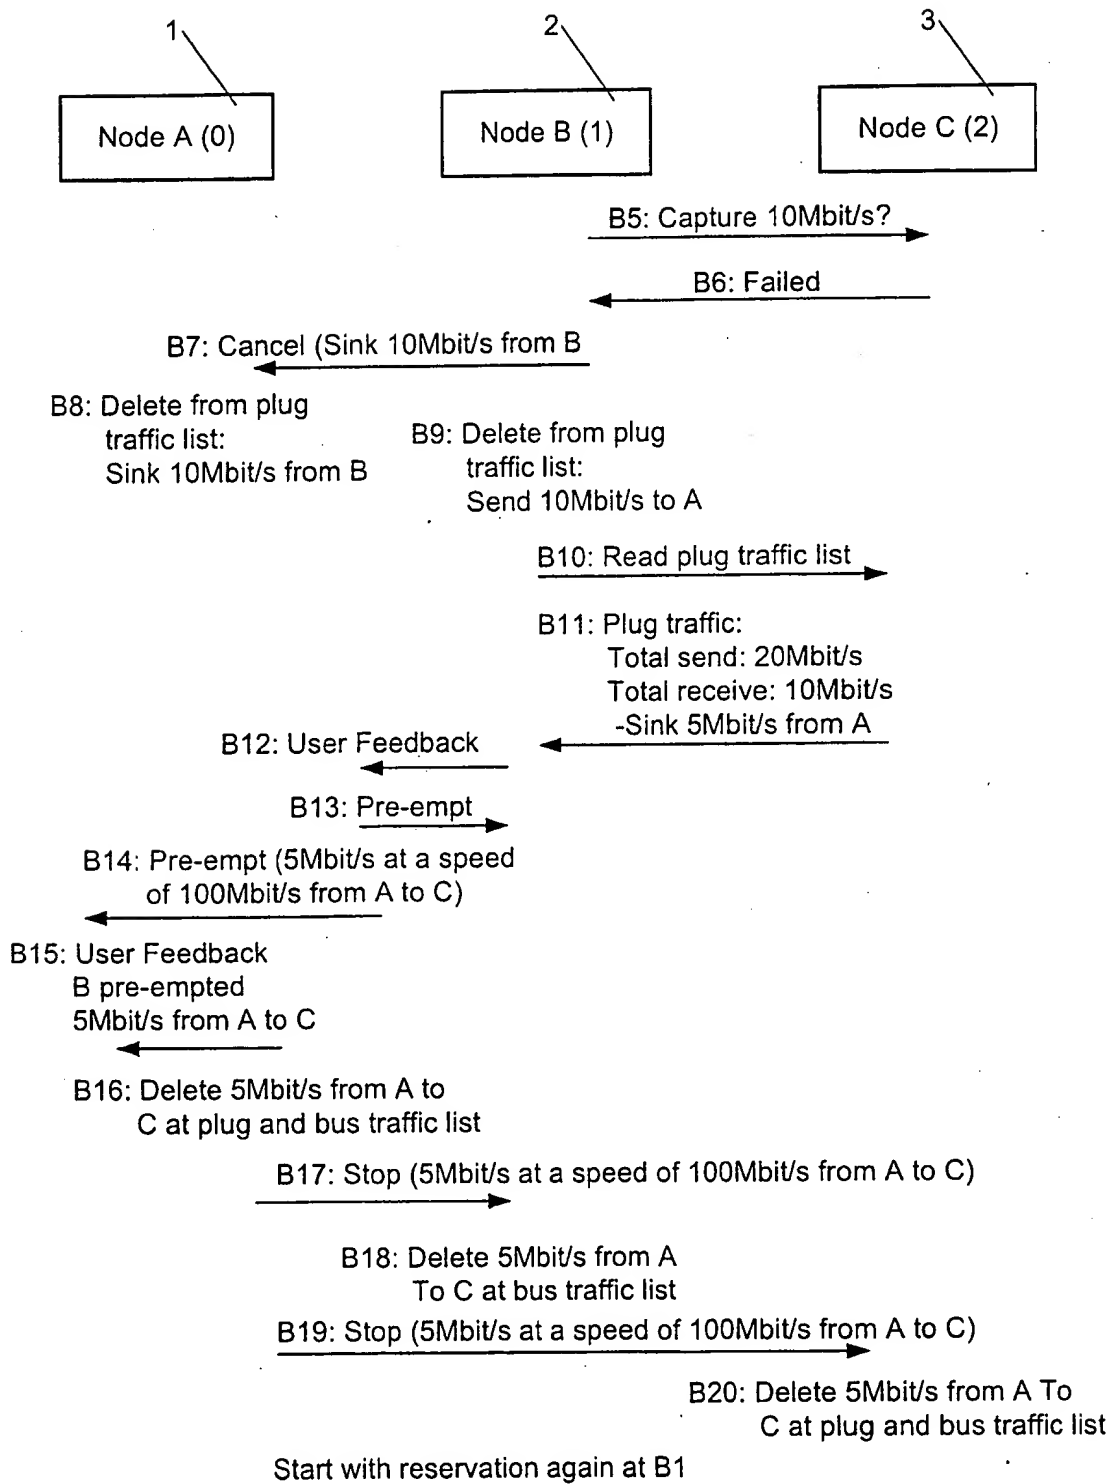 1
2
3
Node A (0)
Node B (1)
Node C (2)
B5: Capture 10Mbit/s?
B6: Failed
B7: Cancel (Sink 10Mbit/s from B
B8: Delete from plug
traffic list:
Sink 10Mbit/s from B
B9: Delete from plug
traffic list:
Send 10Mbit/s to A
B10: Read plug traffic list
B11: Plug traffic:
Total send: 20Mbit/s
Total receive: 10Mbit/s
-Sink 5Mbit/s from A
B12: User Feedback
B13: Pre-empt
B14: Pre-empt (5Mbit/s at a speed
of 100Mbit/s from A to C)
B15: User Feedback
B pre-empted
5Mbit/s from A to C
B16: Delete 5Mbit/s from A to
C at plug and bus traffic list
B17: Stop (5Mbit/s at a speed of 100Mbit/s from A to C)
B18: Delete 5Mbit/s from A
To C at bus traffic list
B19: Stop (5Mbit/s at a speed of 100Mbit/s from A to C)
B20: Delete 5Mbit/s from A To
C at plug and bus traffic list
Start with reservation again at B1